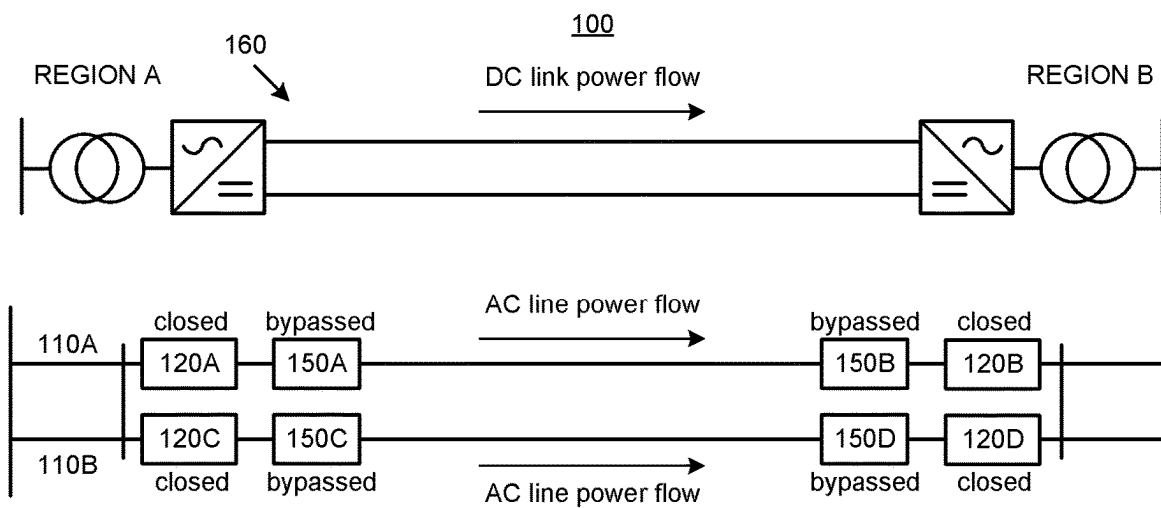 100
160
REGION A
DC link power flow
REGION B
AC line power flow
closed
bypassed
bypassed
closed
110A
120A
150A
150B
120B
120C
150C
150D
120D
110B
closed
bypassed
AC line power flow
bypassed
closed